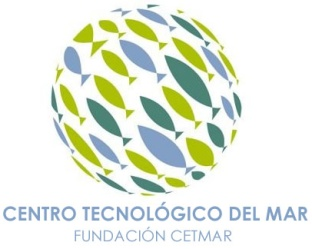 CENTRO TECNOLÓGICO DEL MAR
FUNDACIÓN CETMAR